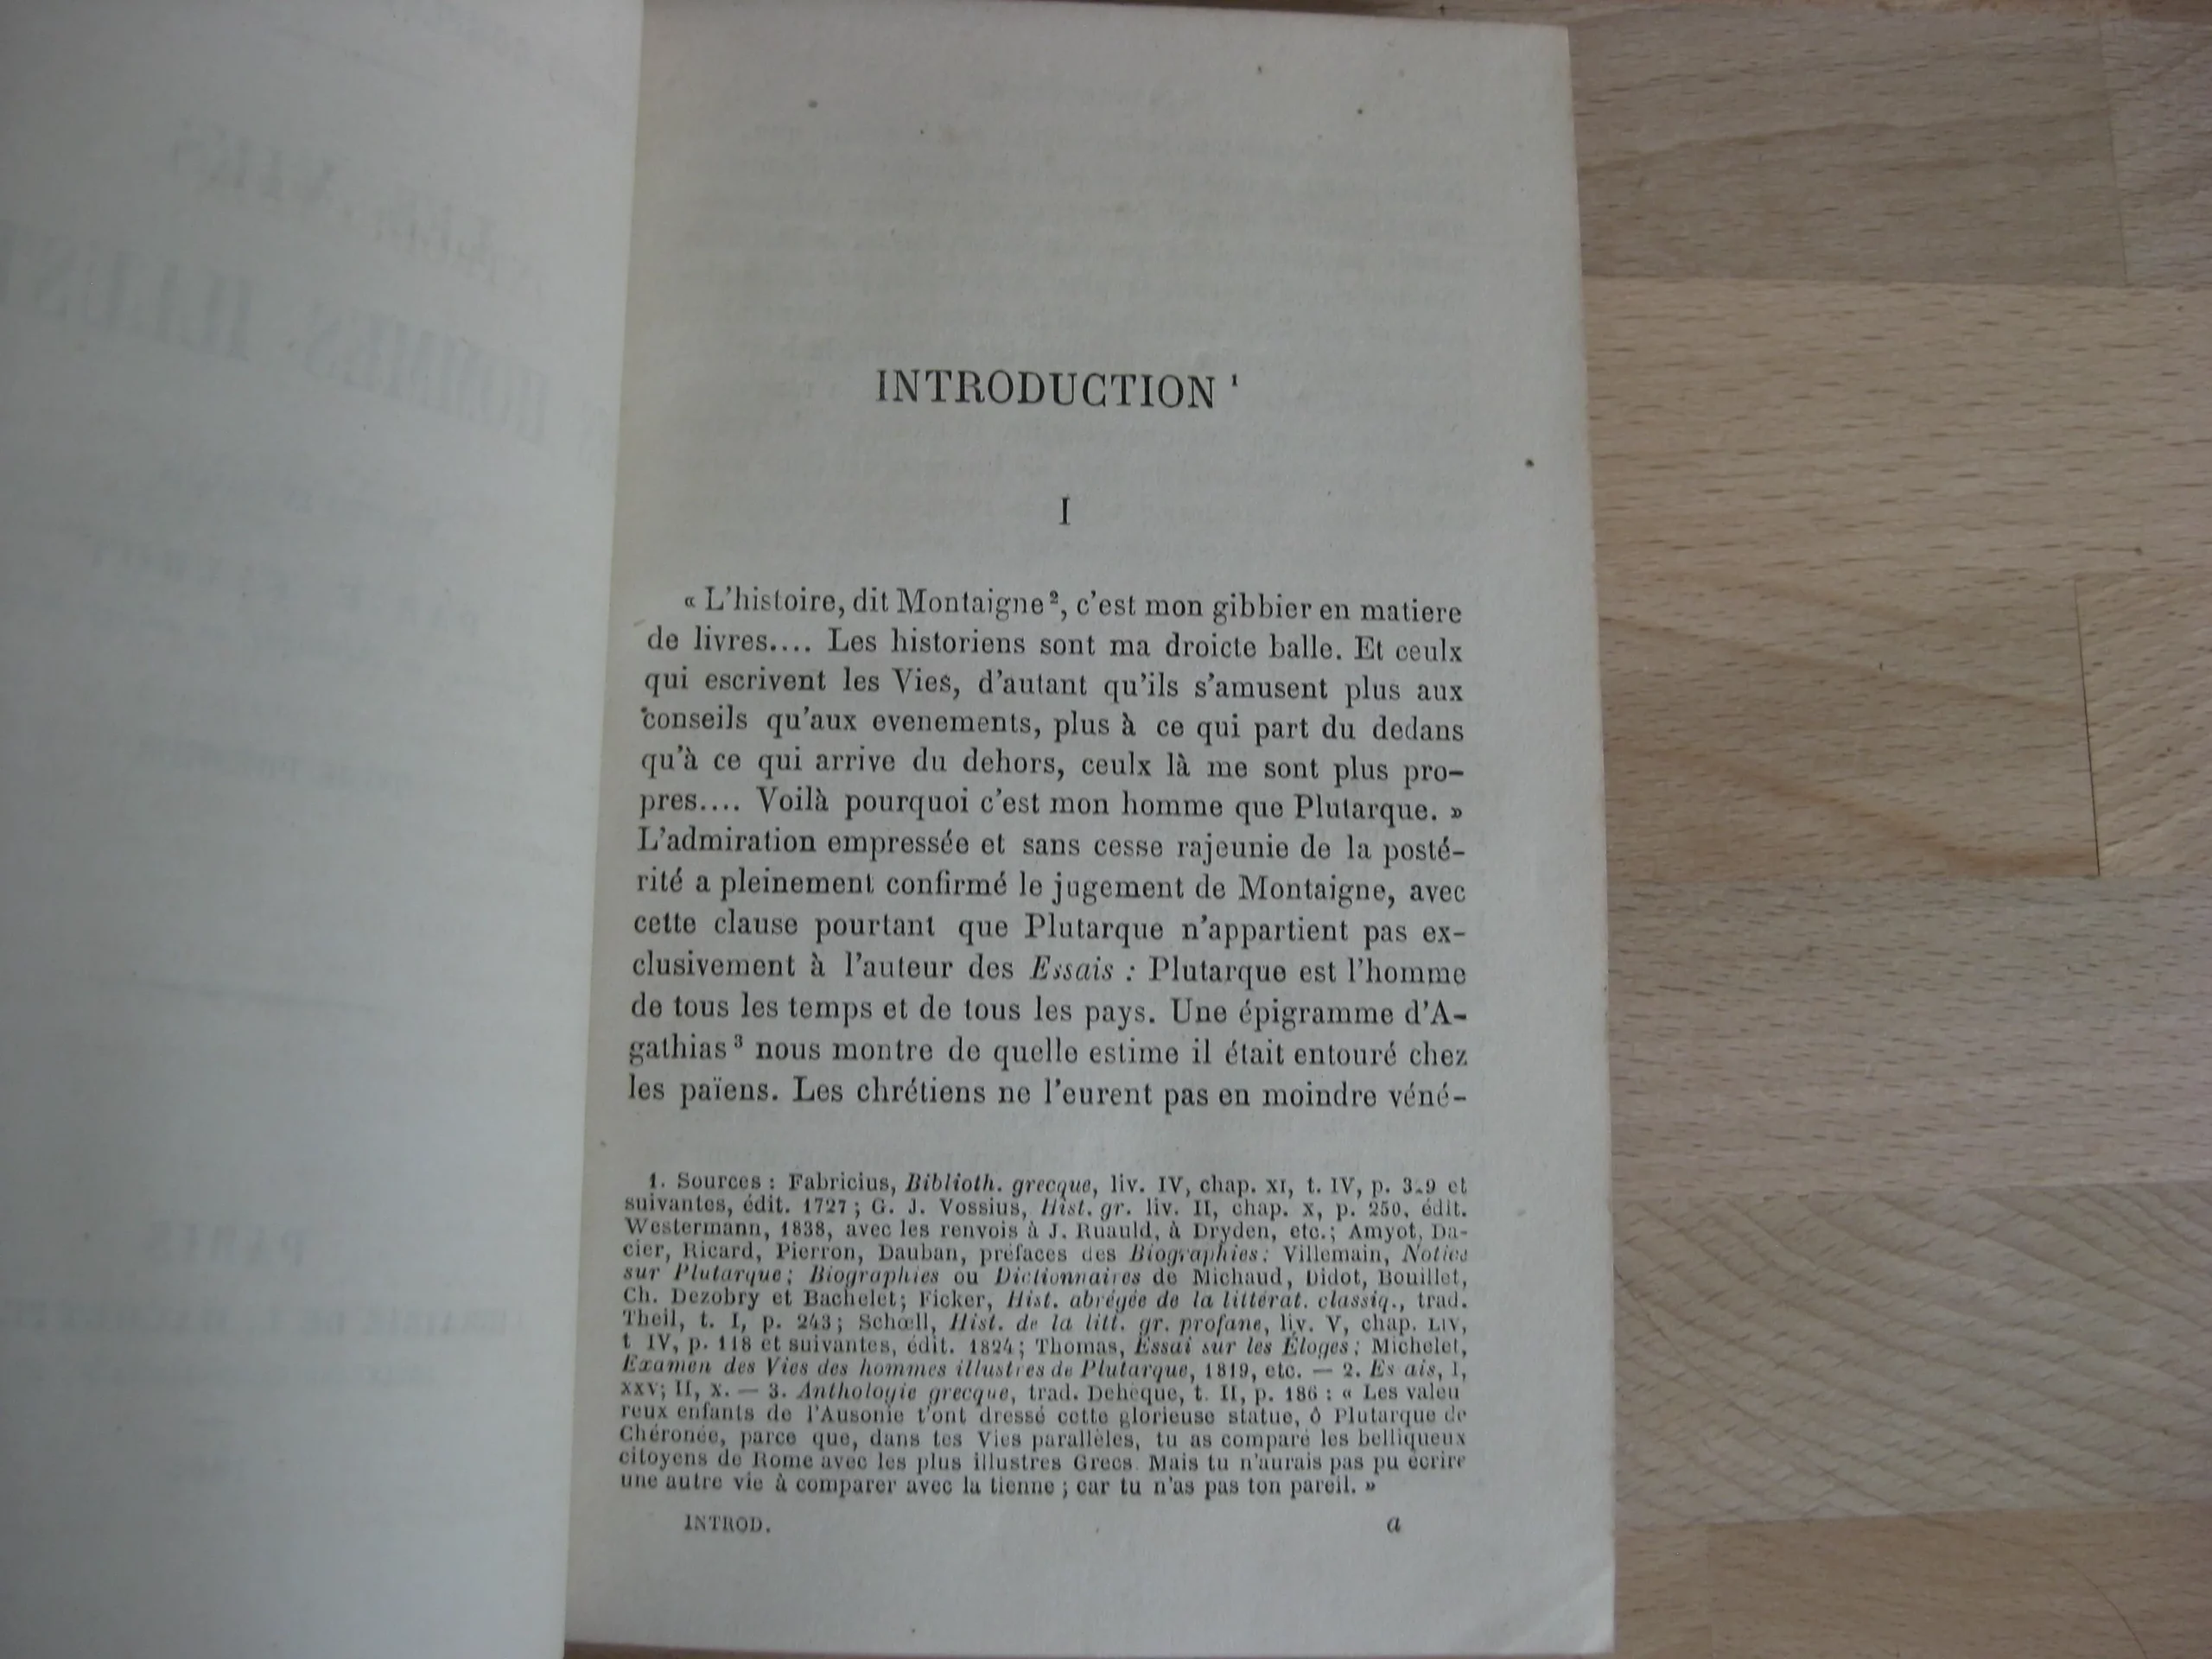 INTRODUCTION ¹
I
« L'histoire, dit Montaigne ², c'est mon gibbier en matiere
de livres.... Les historiens sont ma droicte balle. Et ceulx
qui escrivent les Vies, d'autant qu'ils s'amusent plus aux
conseils qu'aux evenements, plus à ce qui part du dedans
qu'à ce qui arrive du dehors, ceulx là me sont plus pro-
pres.... Voilà pourquoi c'est mon homme que Plutarque. »
L'admiration empressée et sans cesse rajeunie de la posté-
rité a pleinement confirmé le jugement de Montaigne, avec
cette clause pourtant que Plutarque n'appartient pas ex-
clusivement à l'auteur des Essais : Plutarque est l'homme
de tous les temps et de tous les pays. Une épigramme d'A-
gathias ³ nous montre de quelle estime il était entouré chez
les païens. Les chrétiens ne l'eurent pas en moindre véné-
1. Sources : Fabricius, Biblioth. grecque, liv. IV, chap. XI, t. IV, p. et
suivantes, édit. 1727 ; G. J. Vossius, Hist. gr. liv. II, chap. X, p. 250, édit.
Westermann, 1838, avec les renvois à J. Ruauld, à Dryden, etc.; Amyot, Da-
cier, Ricard, Pierron, Dauban, préfaces des Biographies: Villemain, Notice
sur Plutarque ; Biographies ou Dictionnaires de Michaud, Didot, Bouillet,
Ch. Dezobry et Bachelet; Ficker, Hist. abrégée de la littérat. classiq., trad.
Theil, t. I, p. 243; Schœll, Hist. de la litt. gr. profane, liv. V, chap. LIV,
t IV, p. 118 et suivantes, édit. 1824; Thomas, Essai sur les Éloges; Michelet,
Examen des Vies des hommes illustres de Plutarque, 1819, etc. — 2. Es ais, I,
XXV; II, X. — 3. Anthologie grecque, trad. Dehèque, t. II, p. 186 : « Les valeu
reux enfants de l'Ausonie t'ont dressé cette glorieuse statue, ô Plutarque de
Chéronée, parce que, dans tes Vies parallèles, tu as comparé les belliqueux
citoyens de Rome avec les plus illustres Grecs. Mais tu n'aurais pas pu écrire
une autre vie à comparer avec la tienne ; car tu n'as pas ton pareil. »
INTROD. a